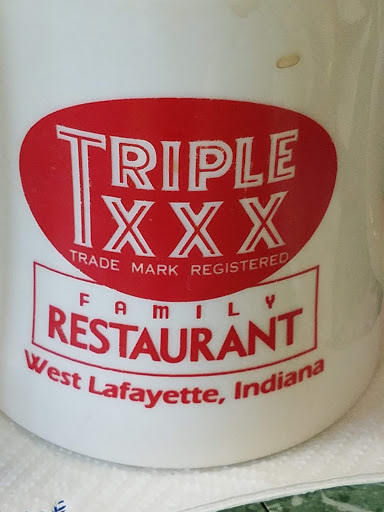 TRIPLE
XXX
TRADE MARK REGISTERED
FAMILY
RESTAURANT
West Lafayette, Indiana